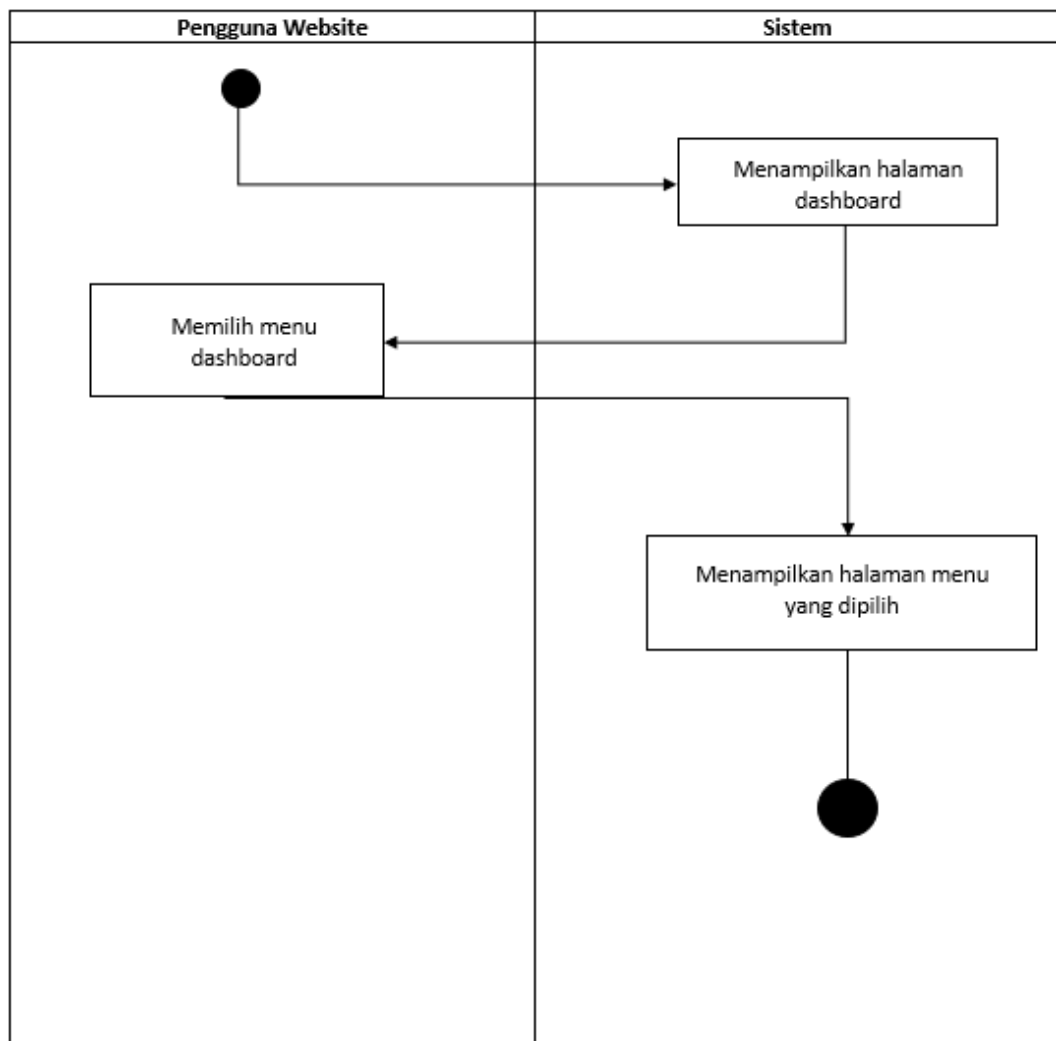 Pengguna Website
Sistem
Menampilkan halaman
dashboard
Memilih menu
dashboard
Menampilkan halaman menu
yang dipilih